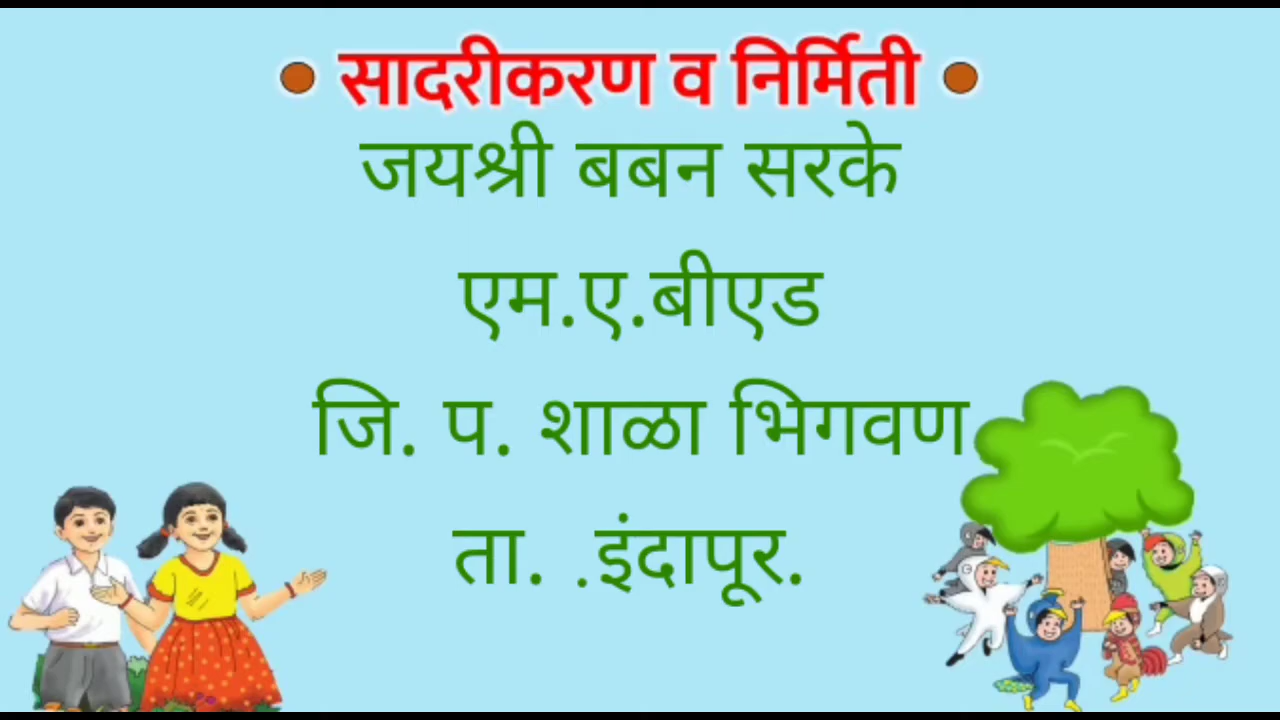 • सादरीकरण व निर्मिती •
जयश्री बबन सरके
एम.ए.बीएड
जि. प. शाळा भिगवण
ता. .इंदापूर.